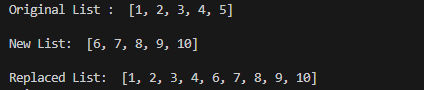 Original List :  [1, 2, 3, 4, 5]
New List:  [6, 7, 8, 9, 10]
Replaced List:  [1, 2, 3, 4, 6, 7, 8, 9, 10]